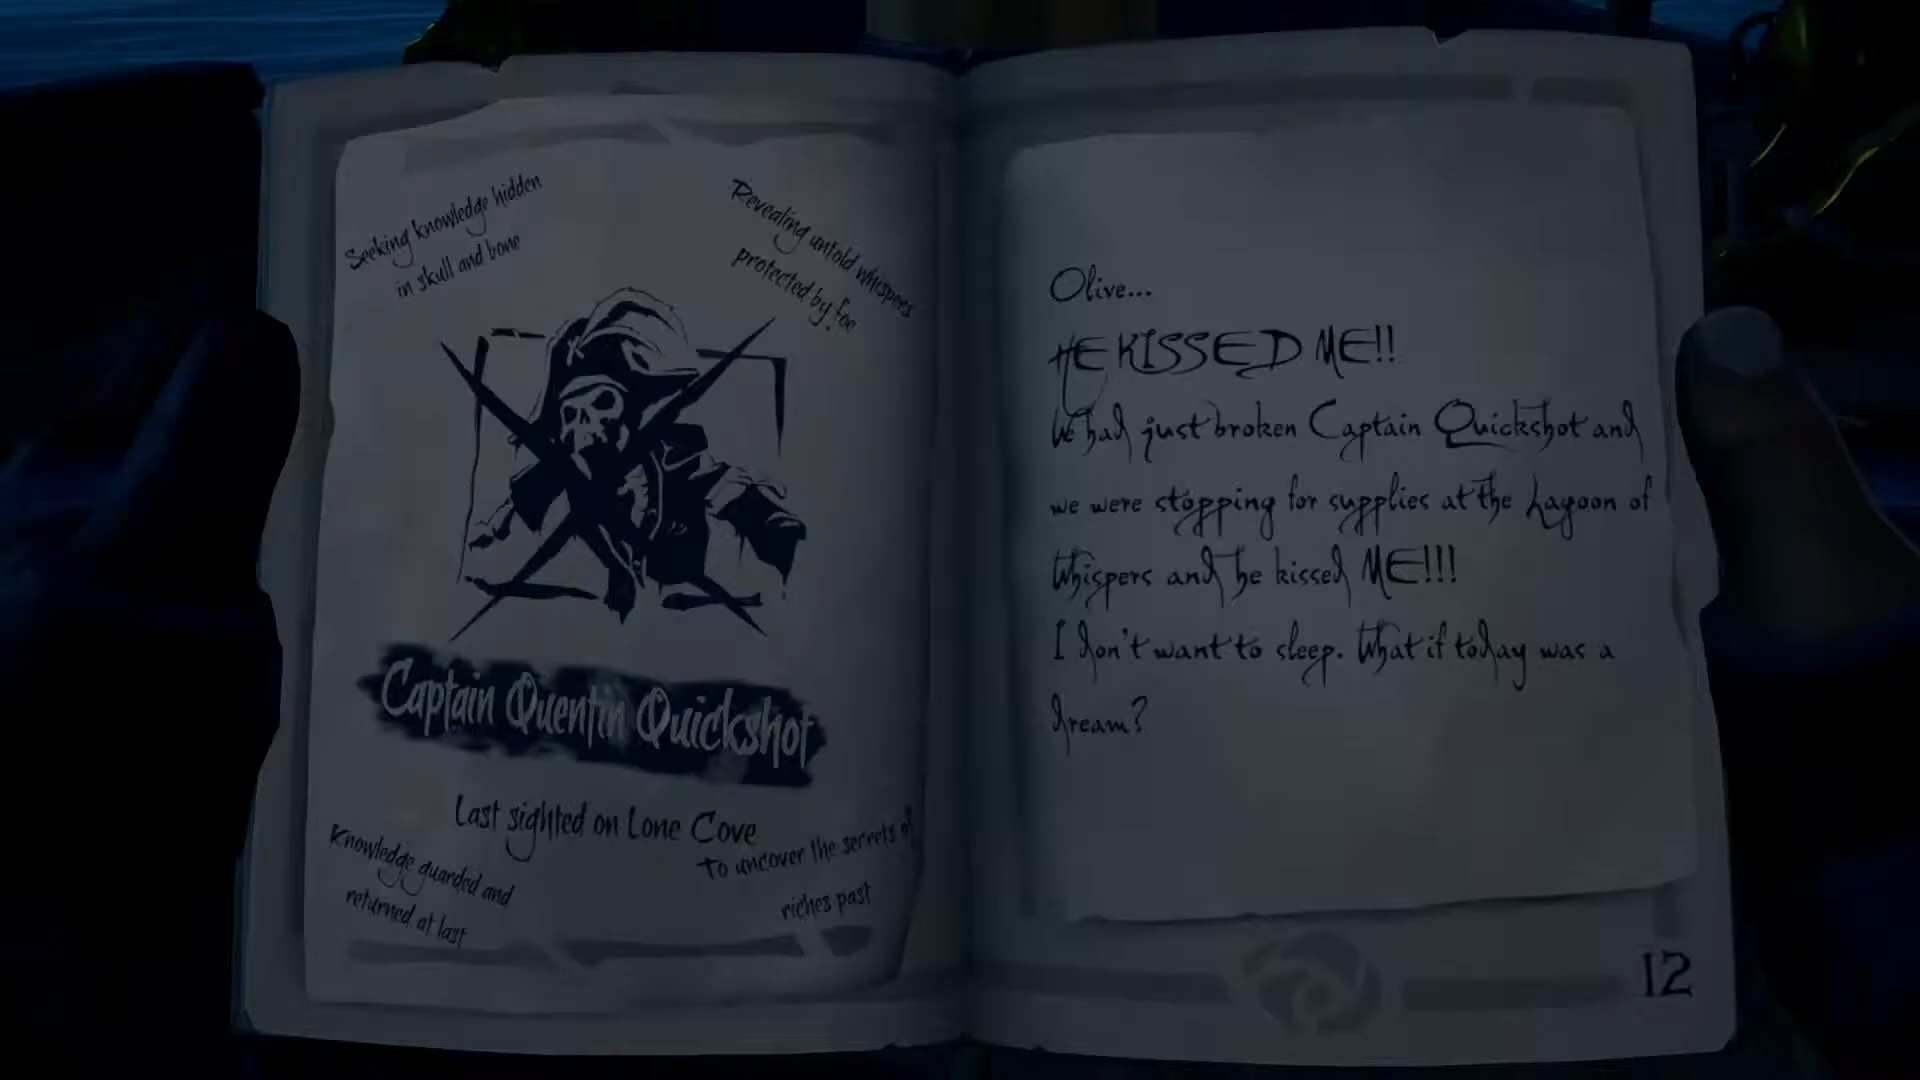 Seeking knowledge hidden
in skull and bone
Revealing untold whispers
protected by foe
Captain Quentin Quickshot
Last sighted on Lone Cove
Knowledge guarded and
returned at last
To uncover the secrets of
riches past
Olive...
HE KISSED ME!!
We had just broken Captain Quickshot and
we were stopping for supplies at the Lagoon of
Whispers and he kissed ME!!!
I don't want to sleep. What if today was a
dream?
12